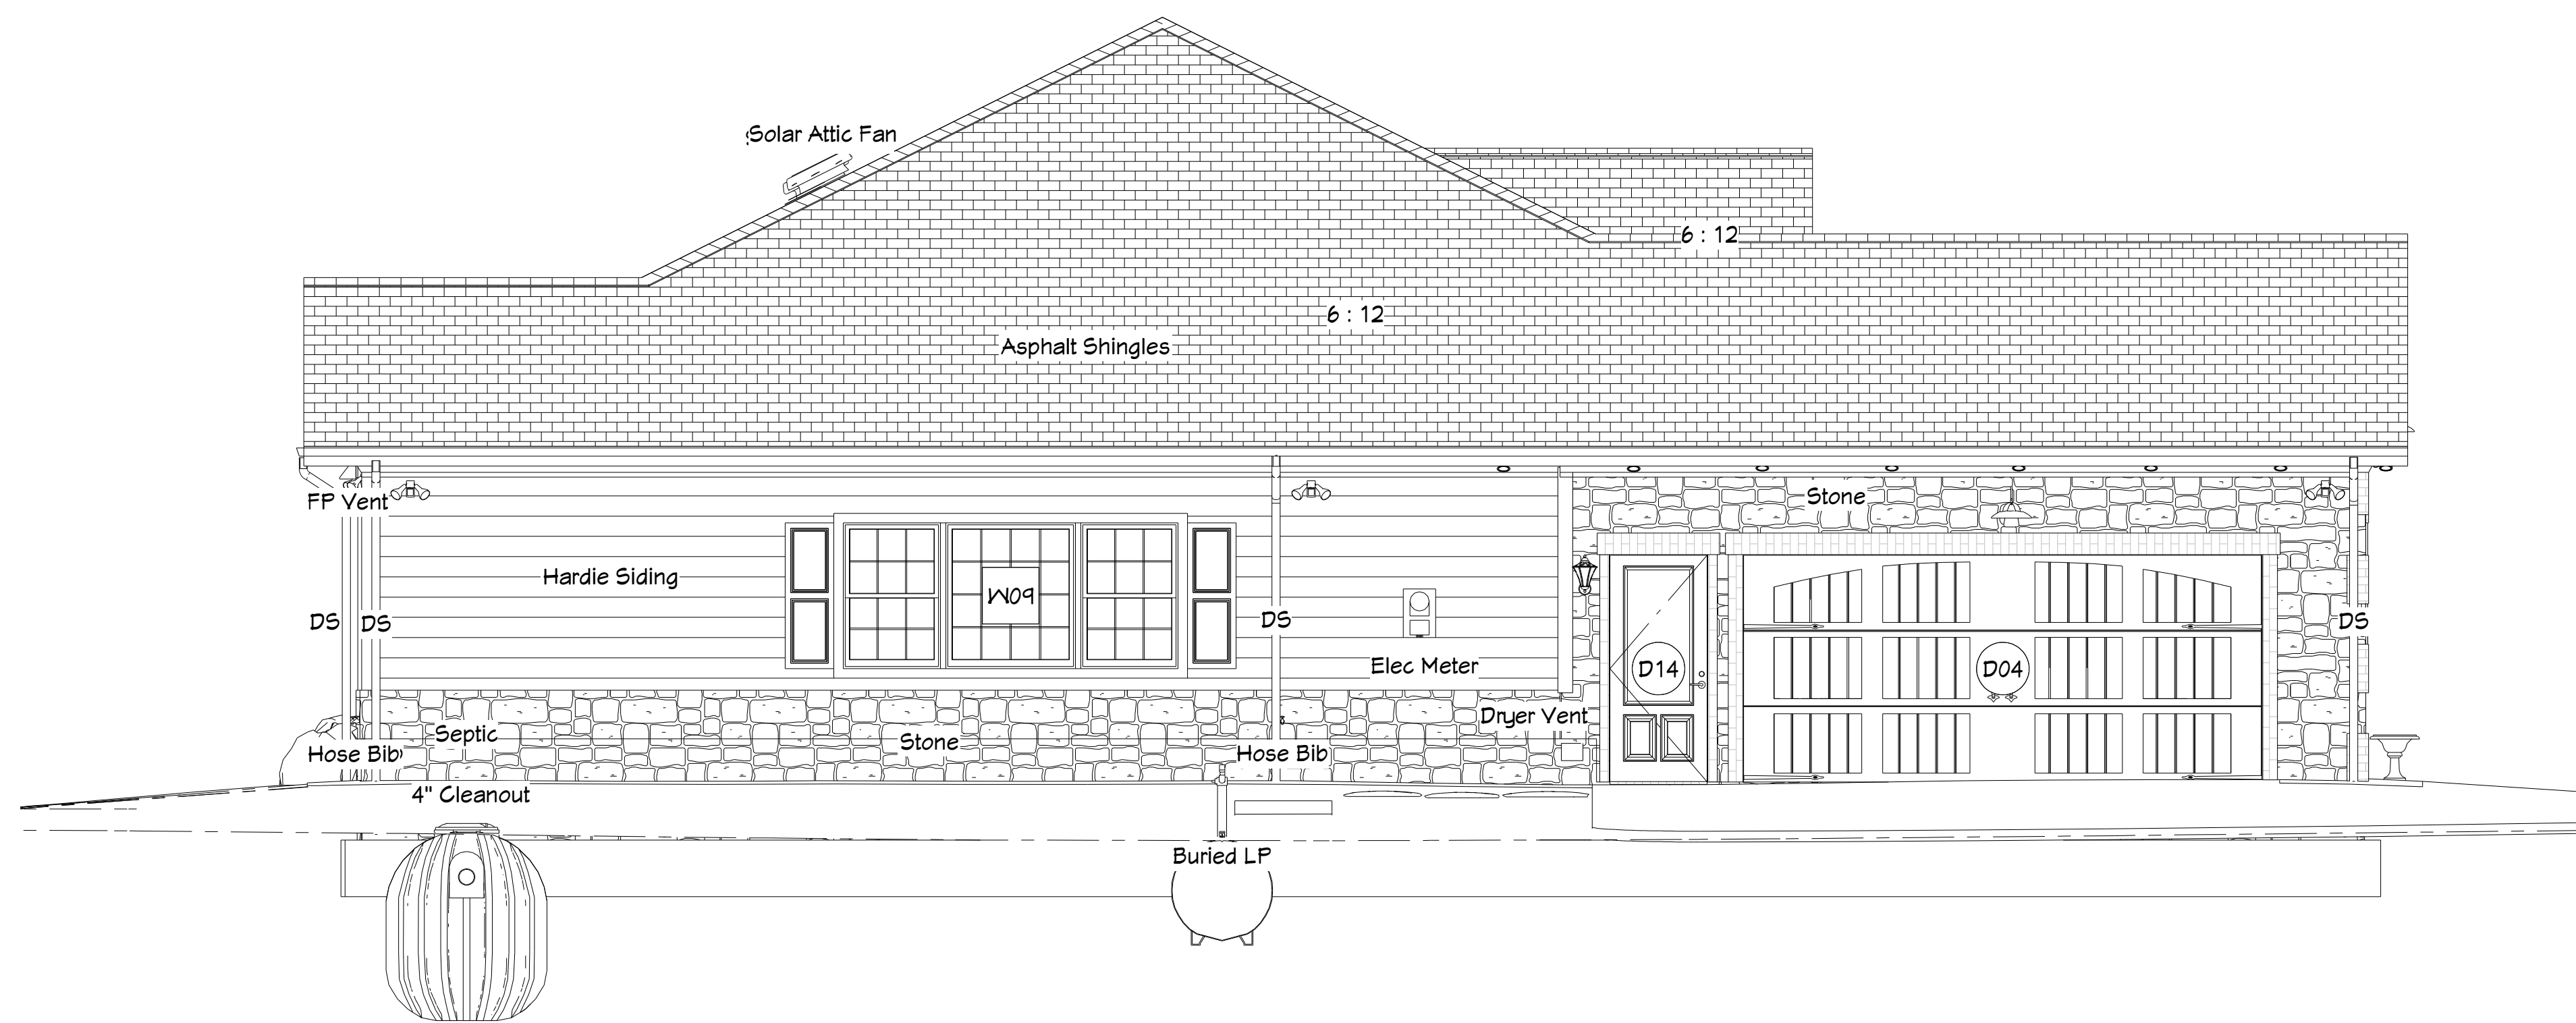 Solar Attic Fan
6 : 12
6 : 12
Asphalt Shingles
FP Vent
Stone
Hardie Siding
W09
DS
DS
DS
DS
Elec Meter
D14
D04
Dryer Vent
Septic
Stone
Hose Bib
Hose Bib
4" Cleanout
Buried LP